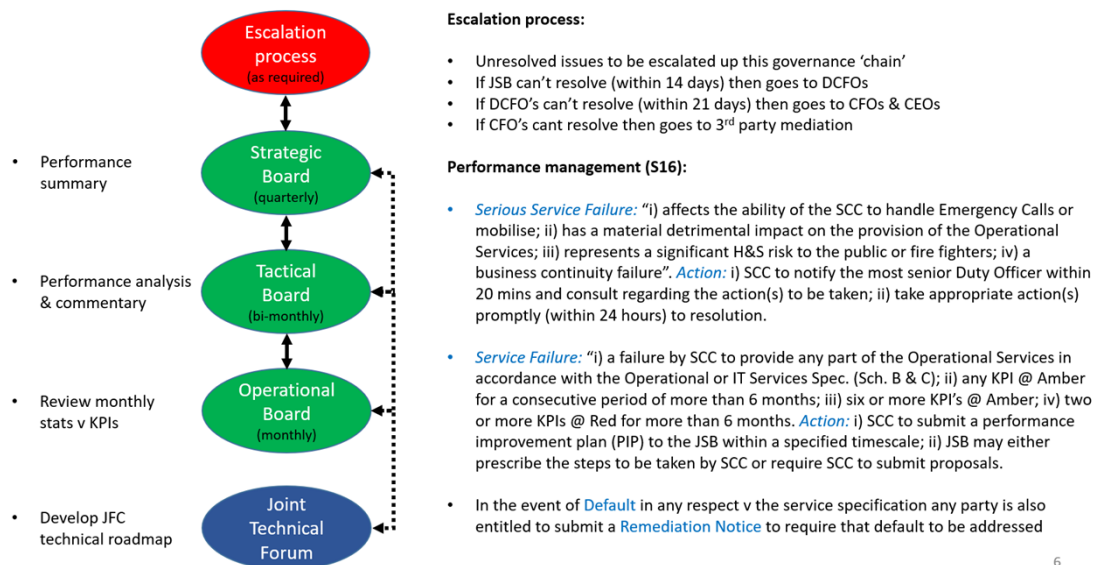 Escalation
process
(as required)
Strategic
Board
(quarterly)
Tactical
Board
(bi-monthly)
Operational
Board
(monthly)
Joint
Technical
Forum
• Performance
summary
• Performance analysis
& commentary
• Review monthly
stats v KPIs
• Develop JFC
technical roadmap
Escalation process:
• Unresolved issues to be escalated up this governance ‘chain’
• If JSB can’t resolve (within 14 days) then goes to DCFOs
• If DCFO’s can’t resolve (within 21 days) then goes to CFOs & CEOs
• If CFO’s cant resolve then goes to 3rd party mediation
Performance management (S16):
• Serious Service Failure: “i) affects the ability of the SCC to handle Emergency Calls or
mobilise; ii) has a material detrimental impact on the provision of the Operational
Services; iii) represents a significant H&S risk to the public or fire fighters; iv) a
business continuity failure”. Action: i) SCC to notify the most senior Duty Officer within
20 mins and consult regarding the action(s) to be taken; ii) take appropriate action(s)
promptly (within 24 hours) to resolution.
• Service Failure: “i) a failure by SCC to provide any part of the Operational Services in
accordance with the Operational or IT Services Spec. (Sch. B & C); ii) any KPI @ Amber
for a consecutive period of more than 6 months; iii) six or more KPI’s @ Amber; iv) two
or more KPIs @ Red for more than 6 months. Action: i) SCC to submit a performance
improvement plan (PIP) to the JSB within a specified timescale; ii) JSB may either
prescribe the steps to be taken by SCC or require SCC to submit proposals.
• In the event of Default in any respect v the service specification any party is also
entitled to submit a Remediation Notice to require that default to be addressed
6